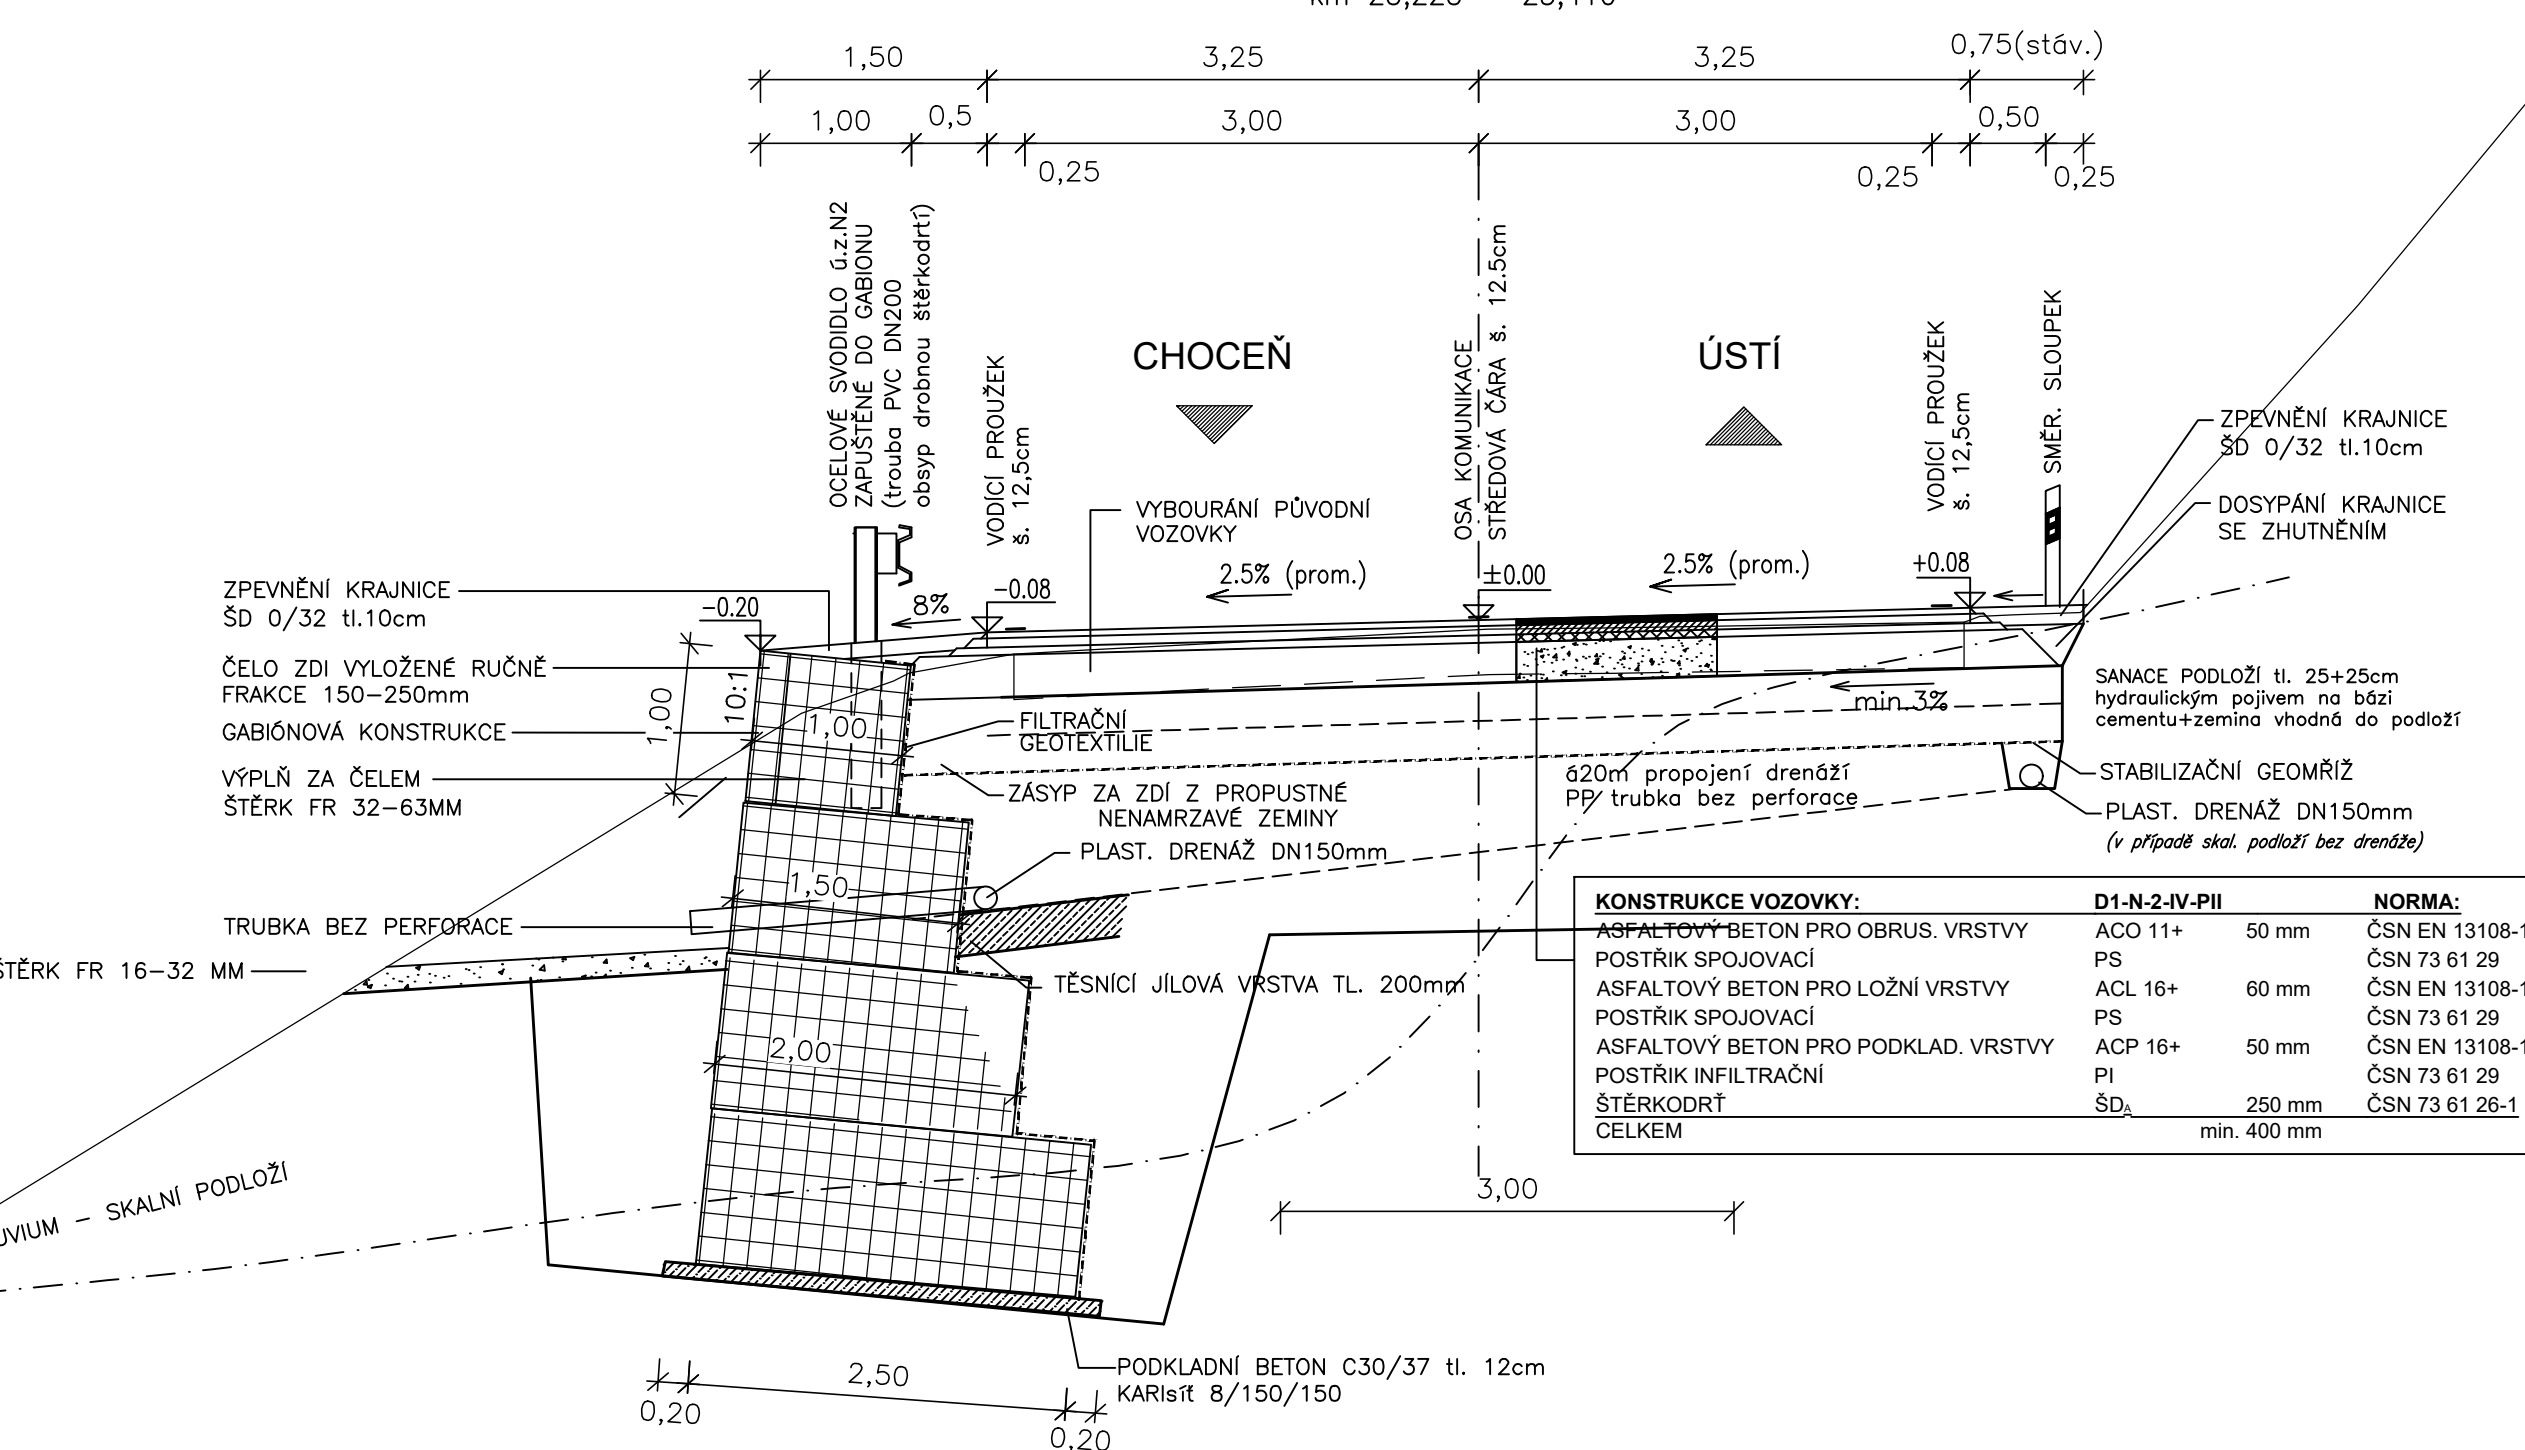 1,50
3,25
3,25
0,75(stáv.)
1,00
0,5
3,00
3,00
0,50
0,25
0,25
0,25
OCELOVÉ SVODIDLO ú.z.N2
ZAPUŠTĚNÉ DO GABIONU
(trouba PVC DN200
obsyp drobnou štěrkodrtí)
VODÍCÍ PROUŽEK
š. 12,5cm
CHOCEŇ
OSA KOMUNIKACE
STŘEDOVÁ ČÁRA š. 12.5cm
ÚSTÍ
VODÍCÍ PROUŽEK
š. 12,5cm
SMĚR. SLOUPEK
ZPEVNĚNÍ KRAJNICE
ŠD 0/32 tl.10cm
DOSYPÁNÍ KRAJNICE
SE ZHUTNĚNÍM
VYBOURÁNÍ PŮVODNÍ
VOZOVKY
2.5% (prom.)
±0.00
2.5% (prom.)
+0.08
ZPEVNĚNÍ KRAJNICE
ŠD 0/32 tl.10cm
-0.20
8%
-0.08
ČELO ZDI VYLOŽENÉ RUČNĚ
FRAKCE 150-250mm
GABIÓNOVÁ KONSTRUKCE
VÝPLŇ ZA ČELEM
ŠTĚRK FR 32-63MM
1,00
10:1
1,00
FILTRAČNÍ
GEOTEXTILIE
min.3%
SANACE PODLOŽÍ tl. 25+25cm
hydraulickým pojivem na bázi
cementu+zemina vhodná do podloží
ZÁSYP ZA ZDÍ Z PROPUSTNÉ
NENAMRZAVÉ ZEMINY
á20m propojení drenáží
PP trubka bez perforace
STABILIZAČNÍ GEOMŘÍŽ
PLAST. DRENÁŽ DN150mm
(v případě skal. podloží bez drenáže)
PLAST. DRENÁŽ DN150mm
1,50
TRUBKA BEZ PERFORACE
ŠTĚRK FR 16-32 MM
TĚSNÍCÍ JÍLOVÁ VRSTVA TL. 200mm
2,00
KONSTRUKCE VOZOVKY: D1-N-2-IV-PII NORMA:
ASFALTOVÝ BETON PRO OBRUS. VRSTVY ACO 11+ 50 mm ČSN EN 13108-1
POSTŘIK SPOJOVACÍ PS ČSN 73 61 29
ASFALTOVÝ BETON PRO LOŽNÍ VRSTVY ACL 16+ 60 mm ČSN EN 13108-1
POSTŘIK SPOJOVACÍ PS ČSN 73 61 29
ASFALTOVÝ BETON PRO PODKLAD. VRSTVY ACP 16+ 50 mm ČSN EN 13108-1
POSTŘIK INFILTRAČNÍ PI ČSN 73 61 29
ŠTĚRKODRŤ ŠDA 250 mm ČSN 73 61 26-1
CELKEM min. 400 mm
3,00
SKALNÍ PODLOŽÍ
2,50
0,20
0,20
PODKLADNÍ BETON C30/37 tl. 12cm
KARIsíť 8/150/150